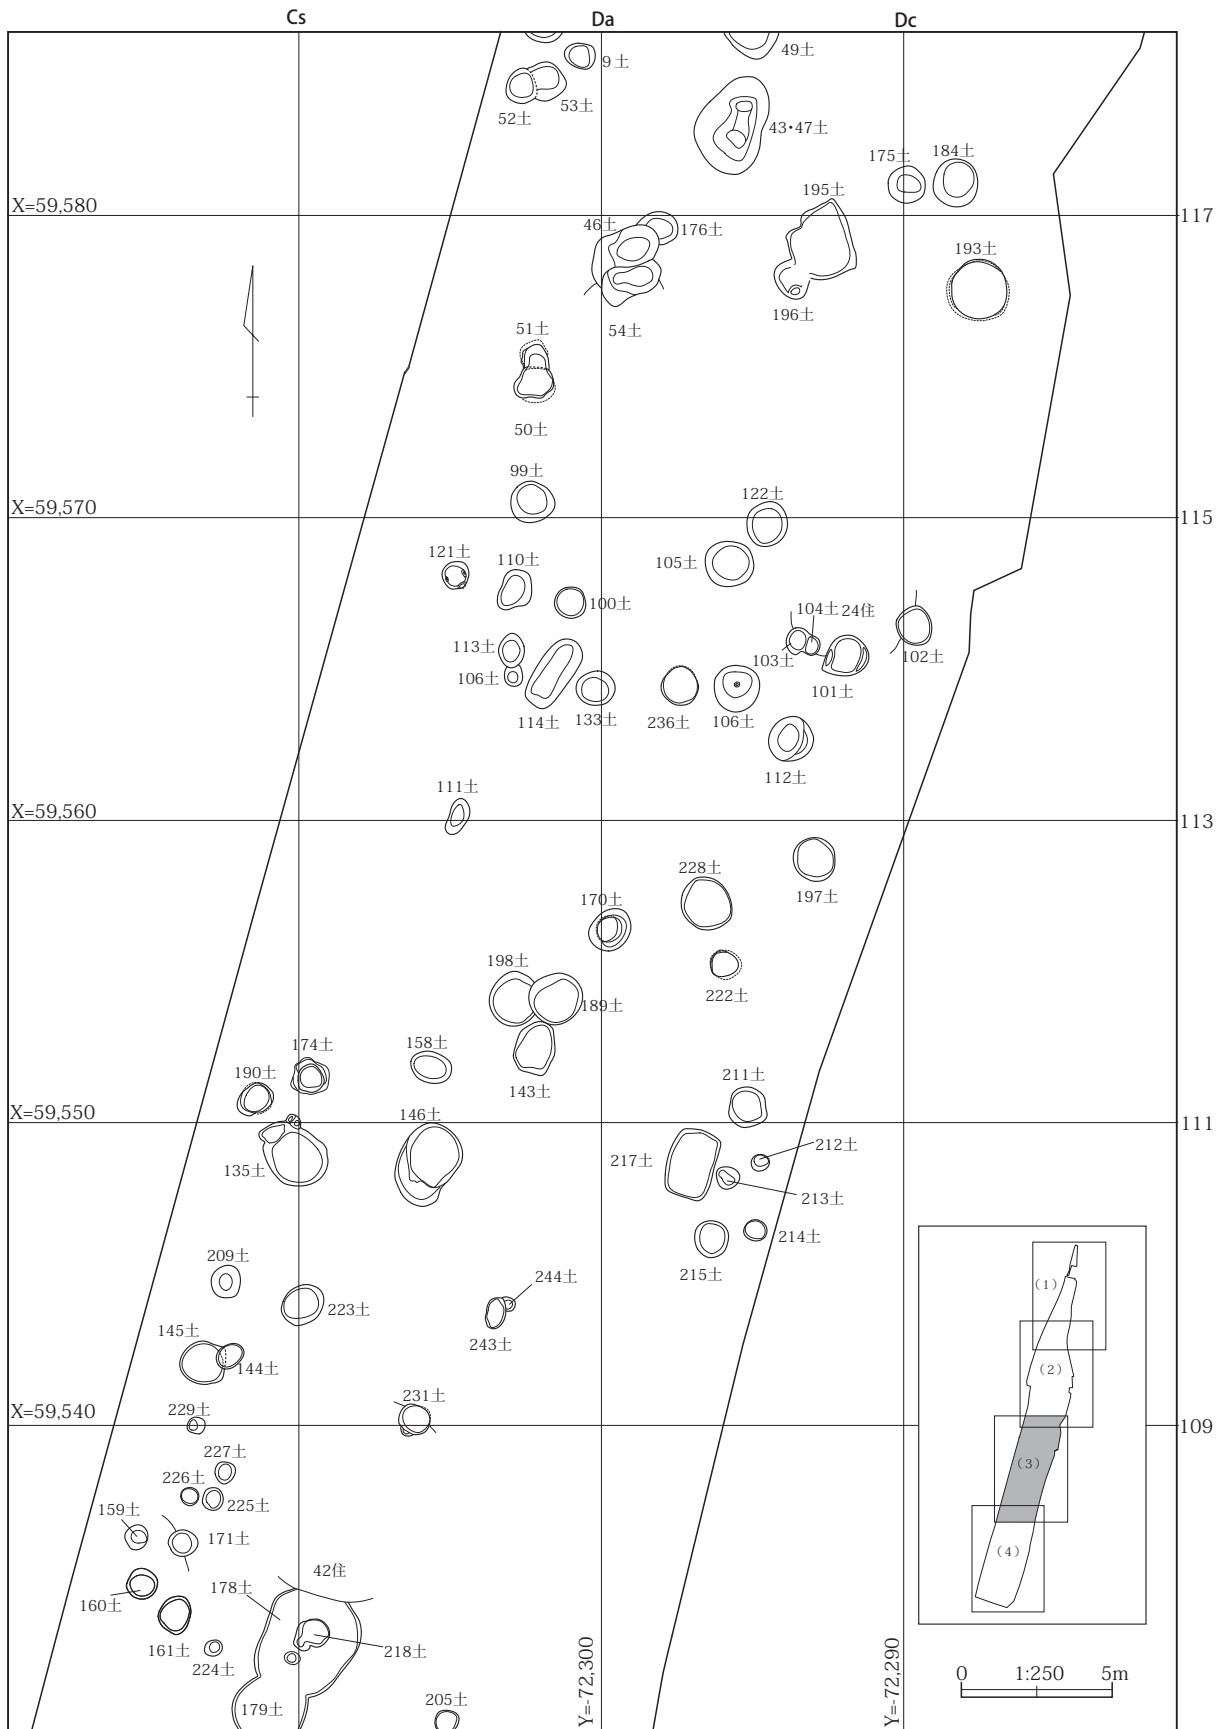 Cs
Da
Dc
49土
9土
52土
53土
43•47土
175土
184土
195土
X=59,580
117
46土
176土
193土
196土
54土
51土
50土
99土
122土
X=59,570
115
121土
110土
105土
100土
104土
24住
113土
103土
102土
106土
101土
114土
133土
236土
106土
112土
111土
X=59,560
113
228土
197土
170土
198土
222土
189土
174土
158土
190土
143土
211土
X=59,550
146土
111
217土
212土
135土
213土
214土
209土
215土
244土
223土
(1)
145土
243土
144土
(2)
231土
X=59,540
229土
109
227土
226土
225土
(3)
159土
171土
42住
(4)
178土
160土
161土
218土
224土
Y=-72,300
Y=-72,290
0 1:250 5m
179土
205土